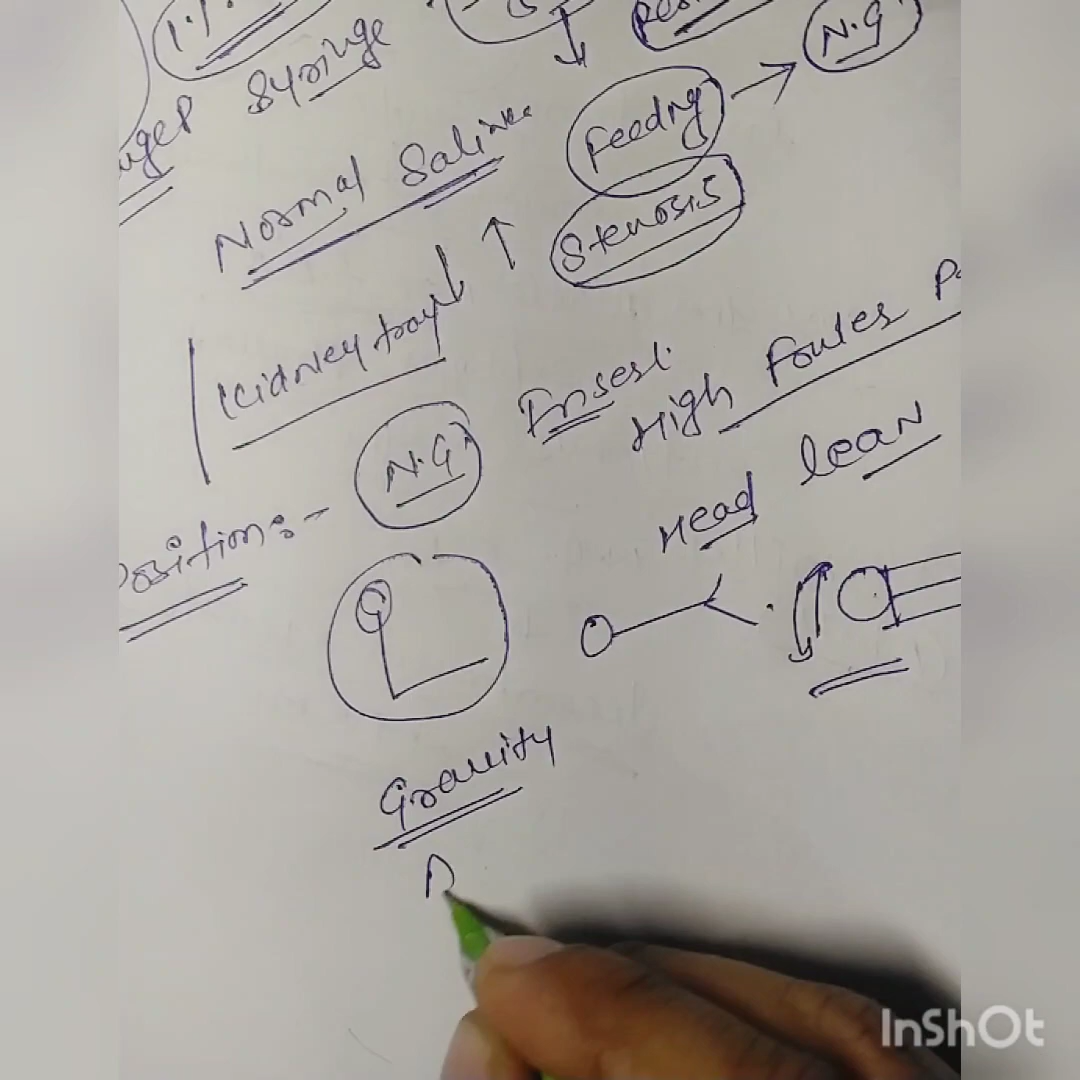 Syringe
N.G.
Normal Saline
Feeding
Stenosis
Kidney tray
Insert
High Fowler P
N.G.
Head lean
Position:-
Gravity
InShOt